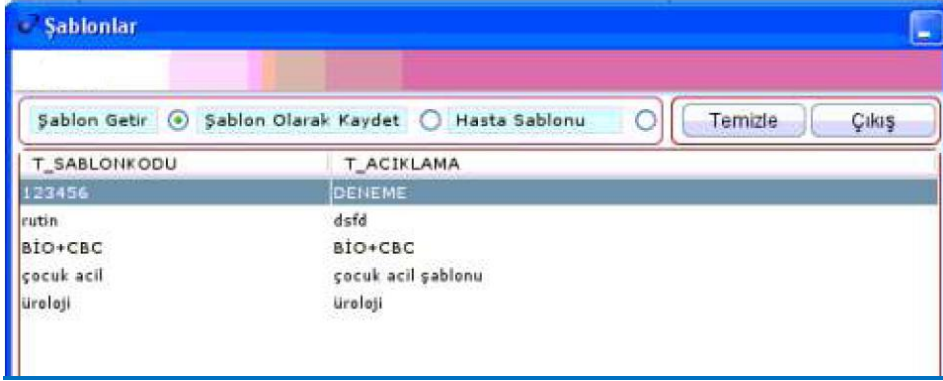 Şablonlar
Şablon Getir Şablon Olarak Kaydet Hasta Sablonu Temizle Çıkış
T_SABLONKODU T_ACIKLAMA
123456 DENEME
rutin dsfd
BİO+CBC BİO+CBC
çocuk acil çocuk acil şablonu
üroloji üroloji